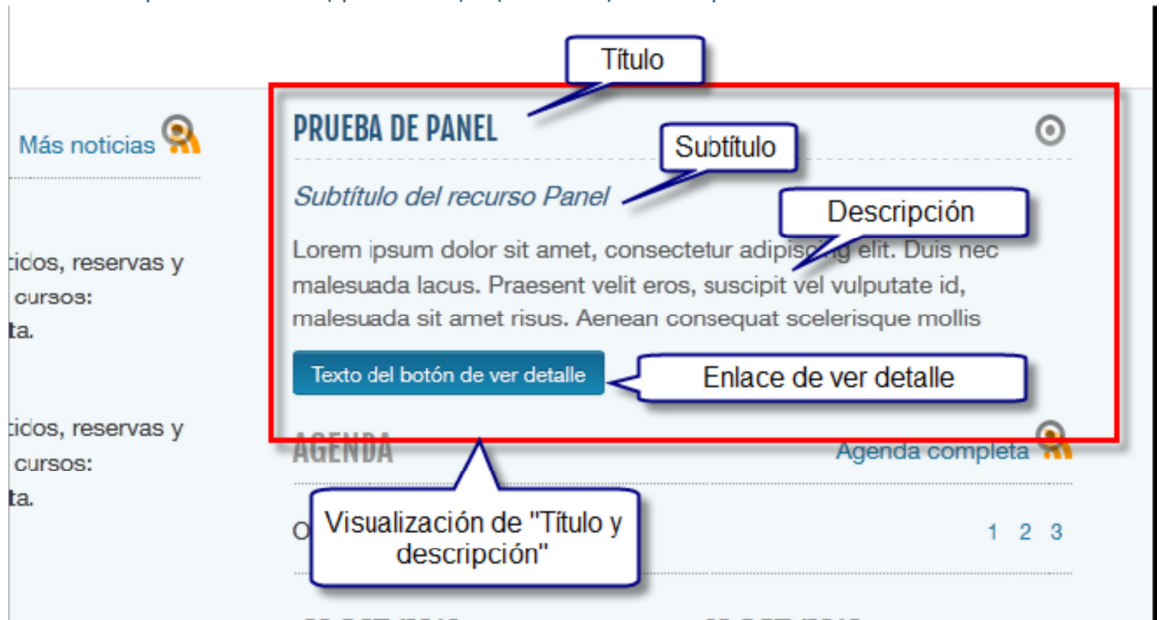 Título
PRUEBA DE PANEL
Más noticias
Subtítulo
Subtítulo del recurso Panel
Descripción
Lorem ipsum dolor sit amet, consectetur adipiscing elit. Duis nec
malesuada lacus. Praesent velit eros, suscipit vel vulputate id,
malesuada sit amet risus. Aenean consequat scelerisque mollis
tidos, reservas y
cursos:
ta.
Texto del botón de ver detalle
Enlace de ver detalle
tidos, reservas y
cursos:
ta.
AGENDA
Agenda completa
Visualización de "Título y
descripción"
O
1 2 3